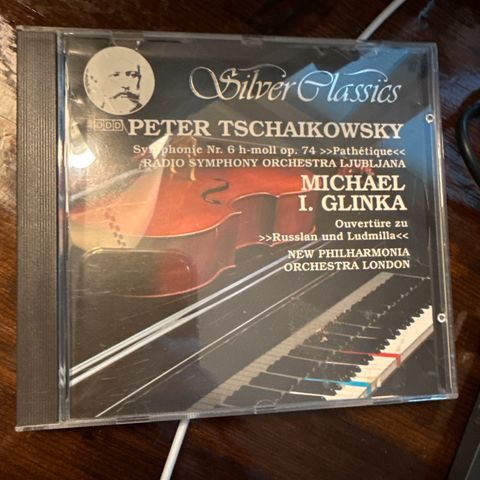 Silver Classics
DDD PETER TSCHAIKOWSKY
Symphonie Nr. 6 h-moll op. 74 >>Pathétique<<
RADIO SYMPHONY ORCHESTRA LJUBLJANA
MICHAEL
I. GLINKA
Ouvertüre zu
>>Russlan und Ludmilla<<
NEW PHILHARMONIA
ORCHESTRA LONDON